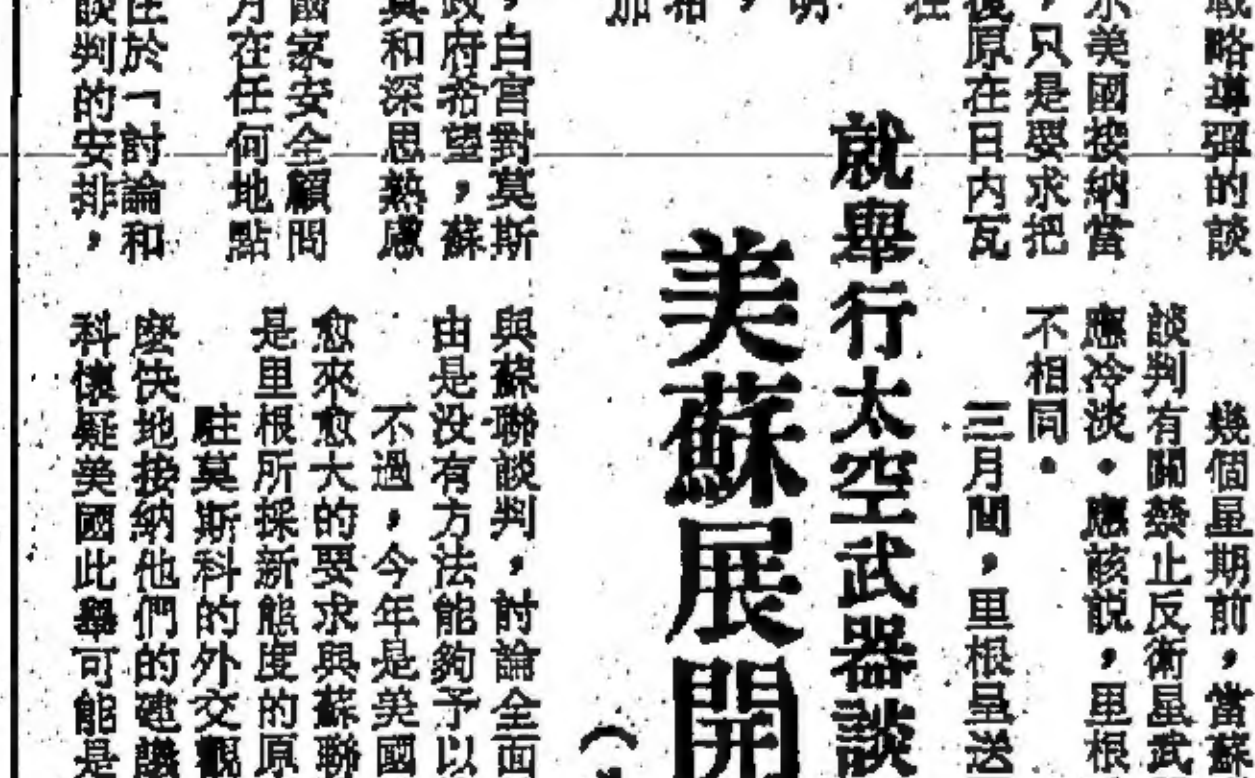 戰略導彈的談
示美國接納當
，只是要求把
復原在日内瓦
幾個星期前，當蘇
談判有關禁止反衛星武
應冷淡。應該説，里根
不相同。
三月間，里根呈送
就舉行太空武器談
美蘇展開
（
，白宮對莫斯
政府希望，蘇
真和深思熟慮
國家安全顧問
月在任何地點
於「討論和
談判的安排，
與蘇聯談判，討論全面
由是没有方法能夠予以
不過，今年是美國
愈來愈大的要求與蘇聯
是里根所採新態度的原
駐莫斯科的外交觀
麼快地接納他們的建議
科懷疑美國此舉可能是